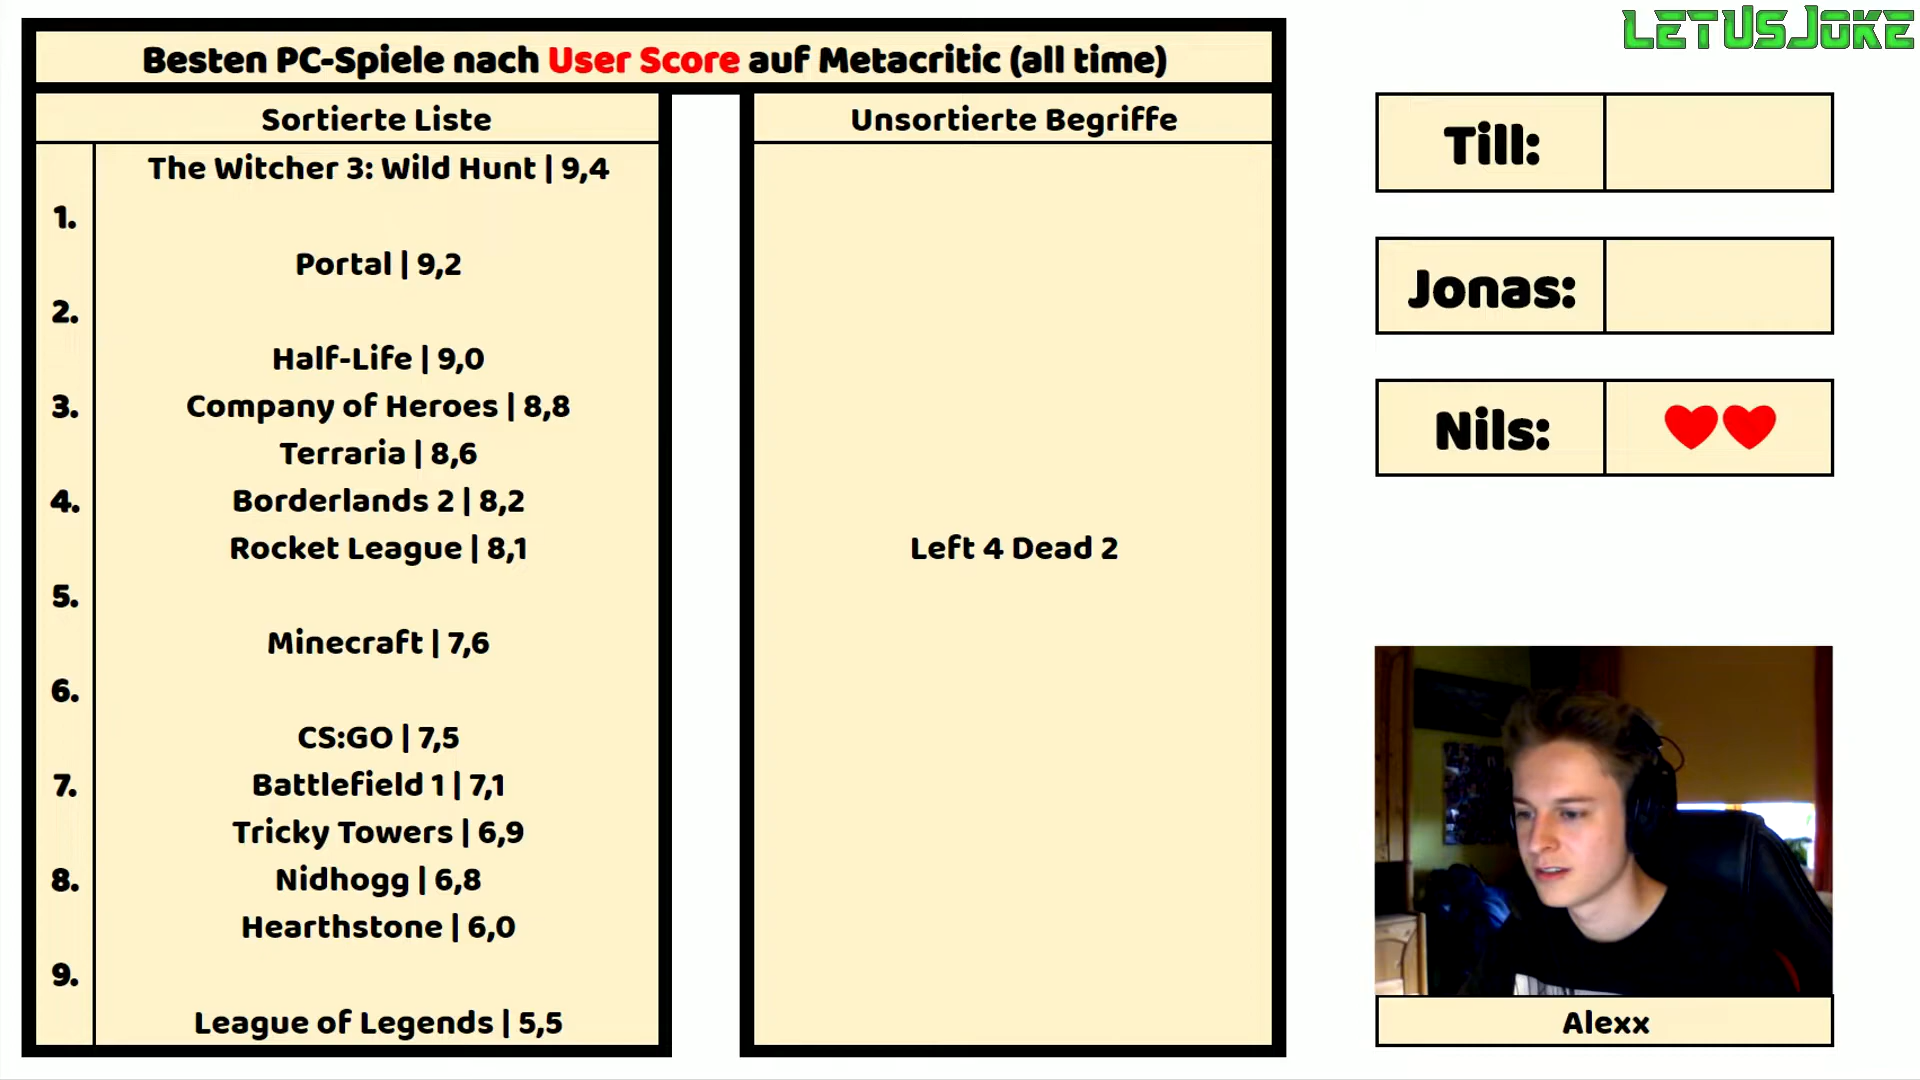 LETUSJOKE
Besten PC-Spiele nach User Score auf Metacritic (all time)
Sortierte Liste
The Witcher 3: Wild Hunt | 9,4
1.
Portal | 9,2
2.
Half-Life | 9,0
3.
Company of Heroes | 8,8
Terraria | 8,6
4.
Borderlands 2 | 8,2
Rocket League | 8,1
5.
Minecraft | 7,6
6.
CS:GO | 7,5
7.
Battlefield 1 | 7,1
Tricky Towers | 6,9
8.
Nidhogg | 6,8
Hearthstone | 6,0
9.
League of Legends | 5,5
Unsortierte Begriffe
Left 4 Dead 2
Till:
Jonas:
Nils:
Alexx